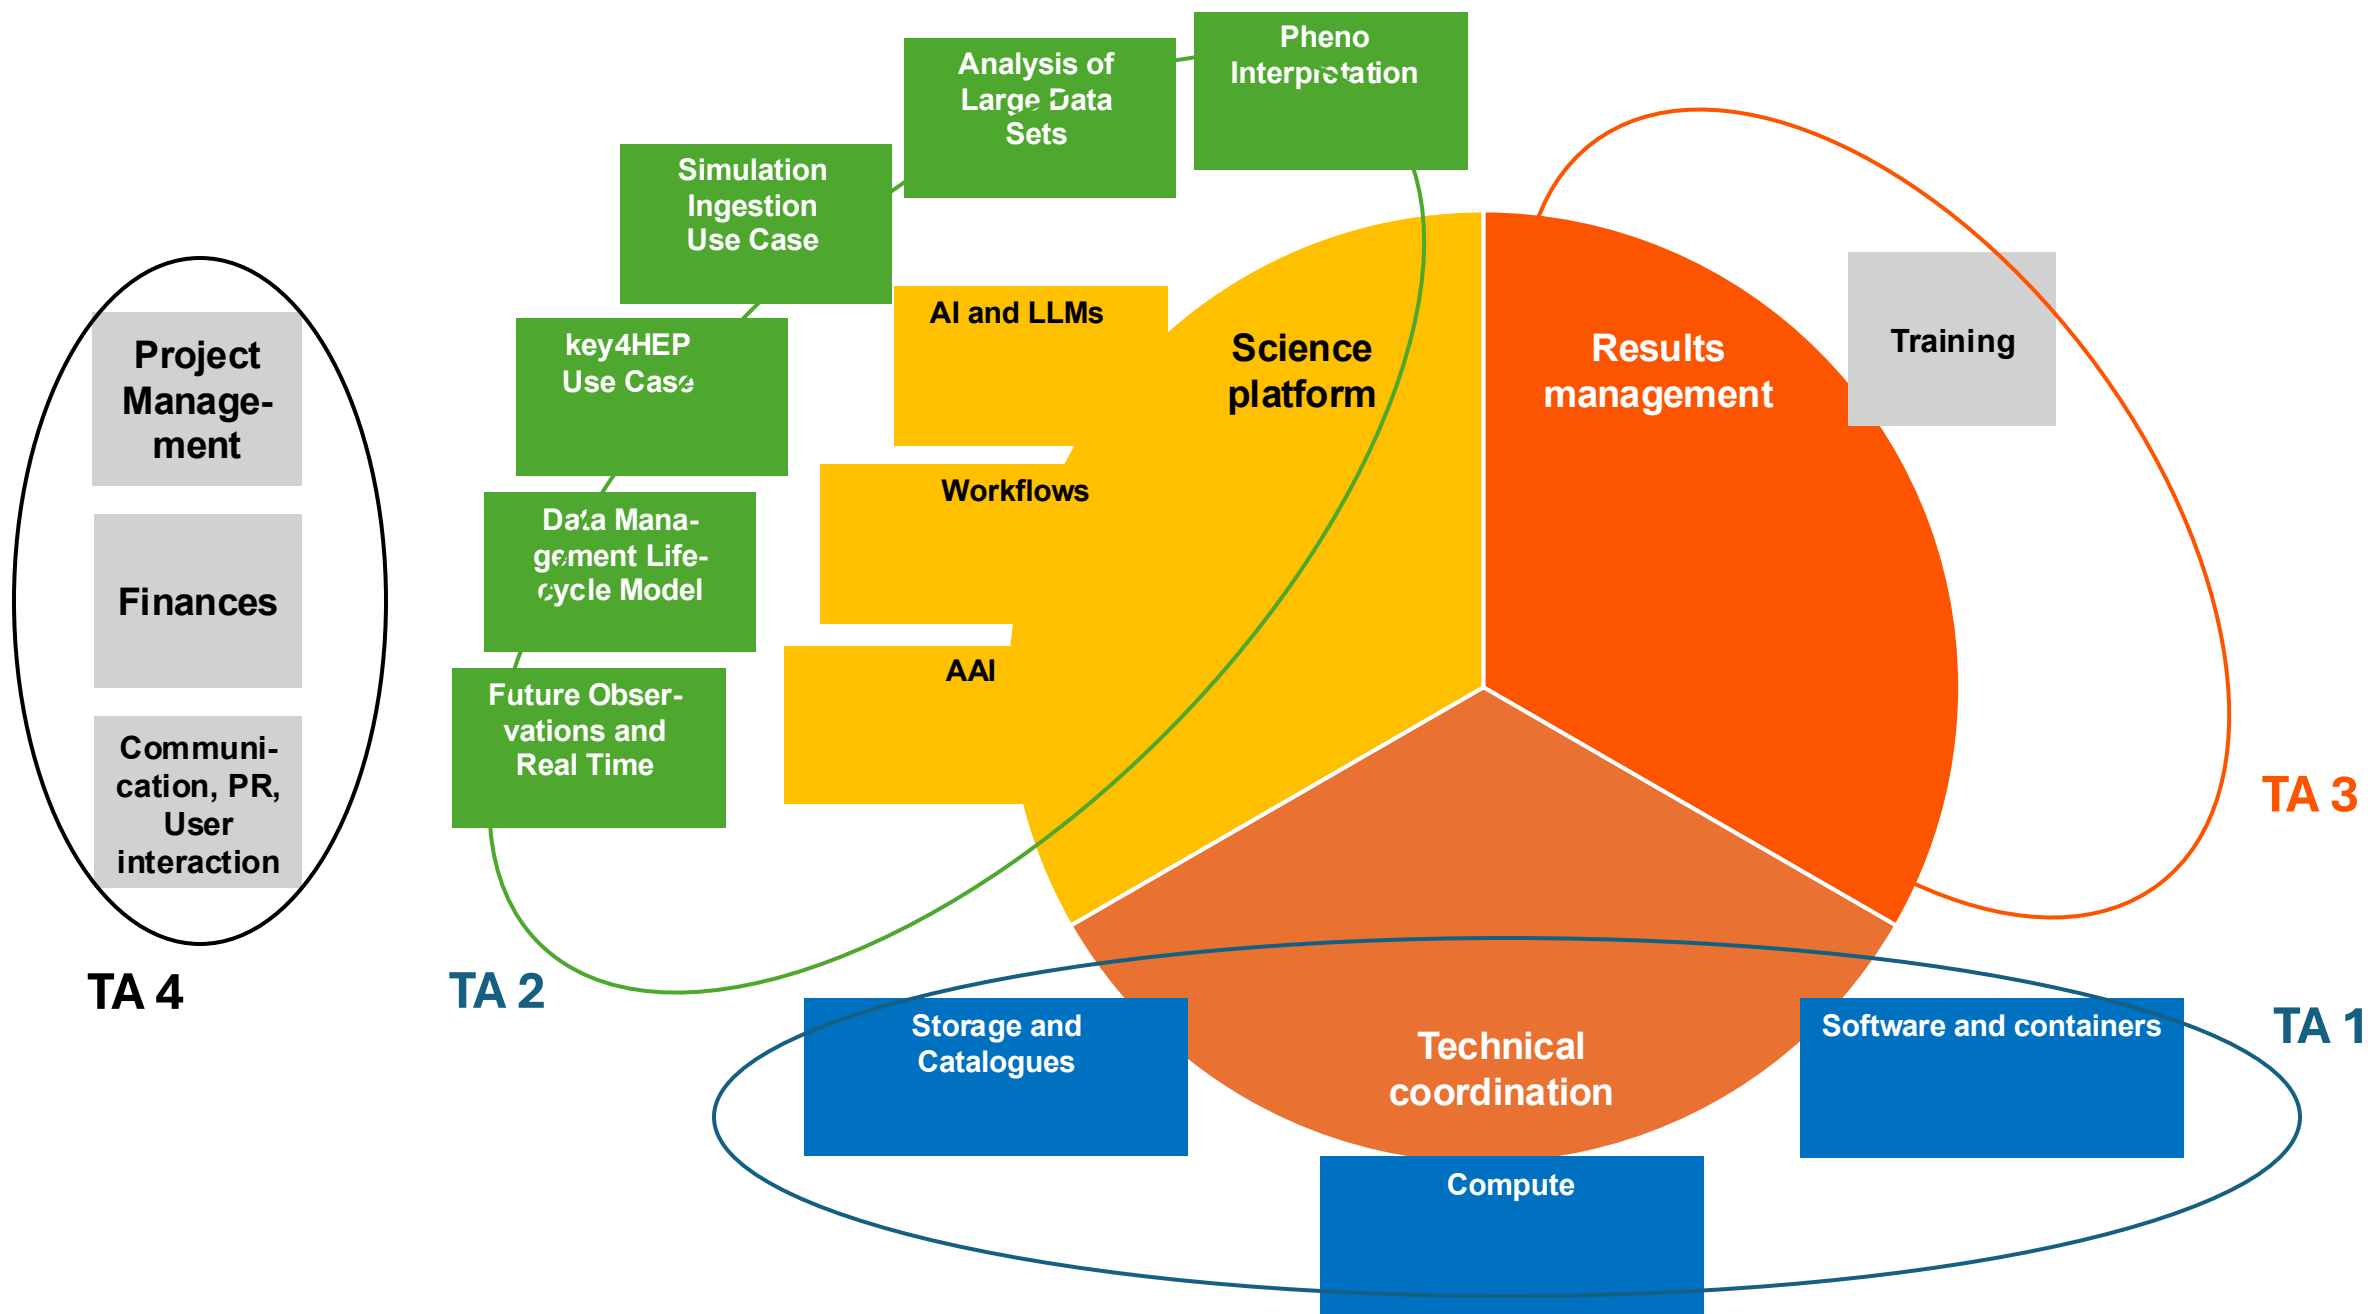 Pheno
Interpretation
Analysis of
Large Data
Sets
Simulation
Ingestion
Use Case
key4HEP
Use Case
Data Mana-
gement Life-
cycle Model
Future Obser-
vations and
Real Time
AI and LLMs
Workflows
AAI
Science
platform
Results
management
Training
Project
Manage-
ment
Finances
Communi-
cation, PR,
User
interaction
TA 4
TA 2
TA 3
TA 1
Technical
coordination
Storage and
Catalogues
Software and containers
Compute